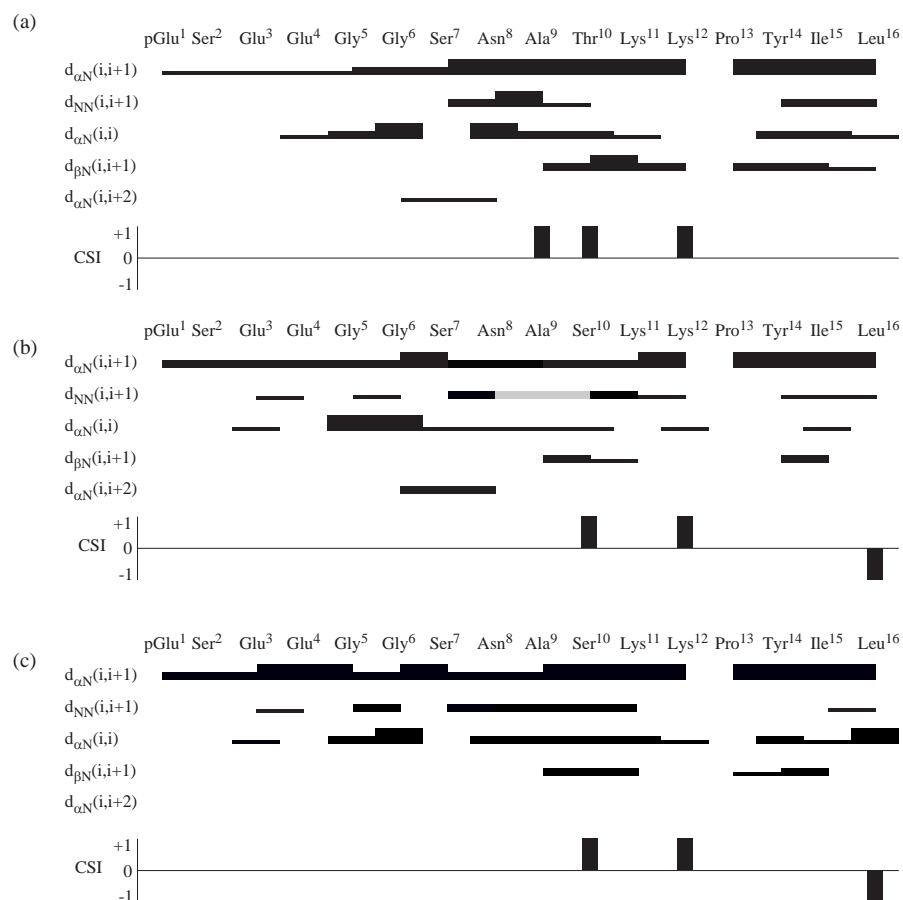 (a)
pGlu¹ Ser² Glu³ Glu⁴ Gly⁵ Gly⁶ Ser⁷ Asn⁸ Ala⁹ Thr¹⁰ Lys¹¹ Lys¹² Pro¹³ Tyr¹⁴ Ile¹⁵ Leu¹⁶
dαN(i,i+1)
dNN(i,i+1)
dαN(i,i)
dβN(i,i+1)
dαN(i,i+2)
+1
CSI 0
-1
(b)
pGlu¹ Ser² Glu³ Glu⁴ Gly⁵ Gly⁶ Ser⁷ Asn⁸ Ala⁹ Ser¹⁰ Lys¹¹ Lys¹² Pro¹³ Tyr¹⁴ Ile¹⁵ Leu¹⁶
dαN(i,i+1)
dNN(i,i+1)
dαN(i,i)
dβN(i,i+1)
dαN(i,i+2)
+1
CSI 0
-1
(c)
pGlu¹ Ser² Glu³ Glu⁴ Gly⁵ Gly⁶ Ser⁷ Asn⁸ Ala⁹ Ser¹⁰ Lys¹¹ Lys¹² Pro¹³ Tyr¹⁴ Ile¹⁵ Leu¹⁶
dαN(i,i+1)
dNN(i,i+1)
dαN(i,i)
dβN(i,i+1)
dαN(i,i+2)
+1
CSI 0
-1